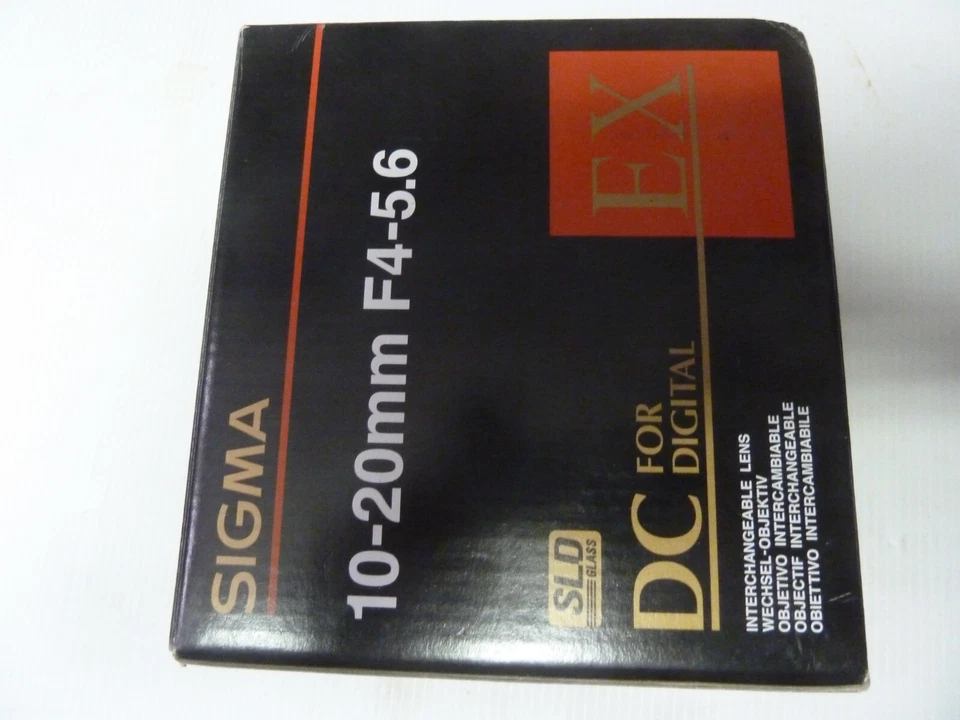 SIGMA
10-20mm F4-5.6
EX
SLD
GLASS
DC FOR
DIGITAL
INTERCHANGEABLE LENS
WECHSEL-OBJEKTIV
OBJETIVO INTERCAMBIABLE
OBJECTIF INTERCHANGEABLE
OBIETTIVO INTERCAMBIABILE